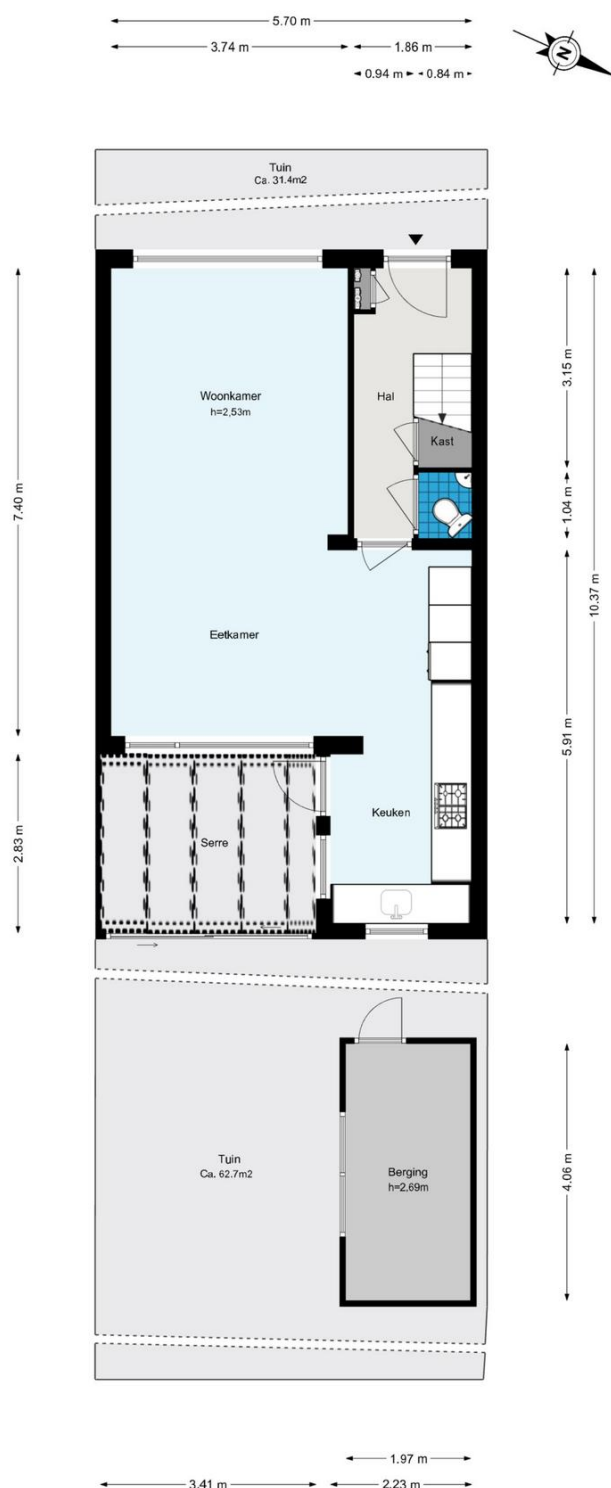 5.70 m
3.74 m
1.86 m
0.94 m
0.84 m
N
Tuin
Ca. 31.4m2
Woonkamer
h=2,53m
Hal
Kast
3.15 m
1.04 m
7.40 m
10.37 m
Eetkamer
5.91 m
Keuken
Serre
2.83 m
Tuin
Ca. 62.7m2
Berging
h=2.69m
4.06 m
1.97 m
3.41 m
2.23 m